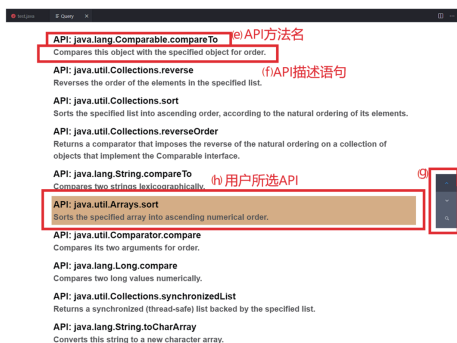 Test.java
Query
API: java.lang.Comparable.compareTo
(e)API方法名
Compares this object with the specified object for order.
API: java.util.Collections.reverse
(f)API描述语句
Reverses the order of the elements in the specified list.
API: java.util.Collections.sort
Sorts the specified list into ascending order, according to the natural ordering of its elements.
API: java.util.Collections.reverseOrder
Returns a comparator that imposes the reverse of the natural ordering on a collection of
objects that implement the Comparable interface.
API: java.lang.String.compareTo
(g)
Compares two strings lexicographically.
(h)用户所选API
API: java.util.Arrays.sort
Sorts the specified array into ascending numerical order.
API: java.util.Comparator.compare
Compares its two arguments for order.
API: java.lang.Long.compare
Compares two long values numerically.
API: java.util.Collections.synchronizedList
Returns a synchronized (thread-safe) list backed by the specified list.
API: java.lang.String.toCharArray
Converts this string to a new character array.